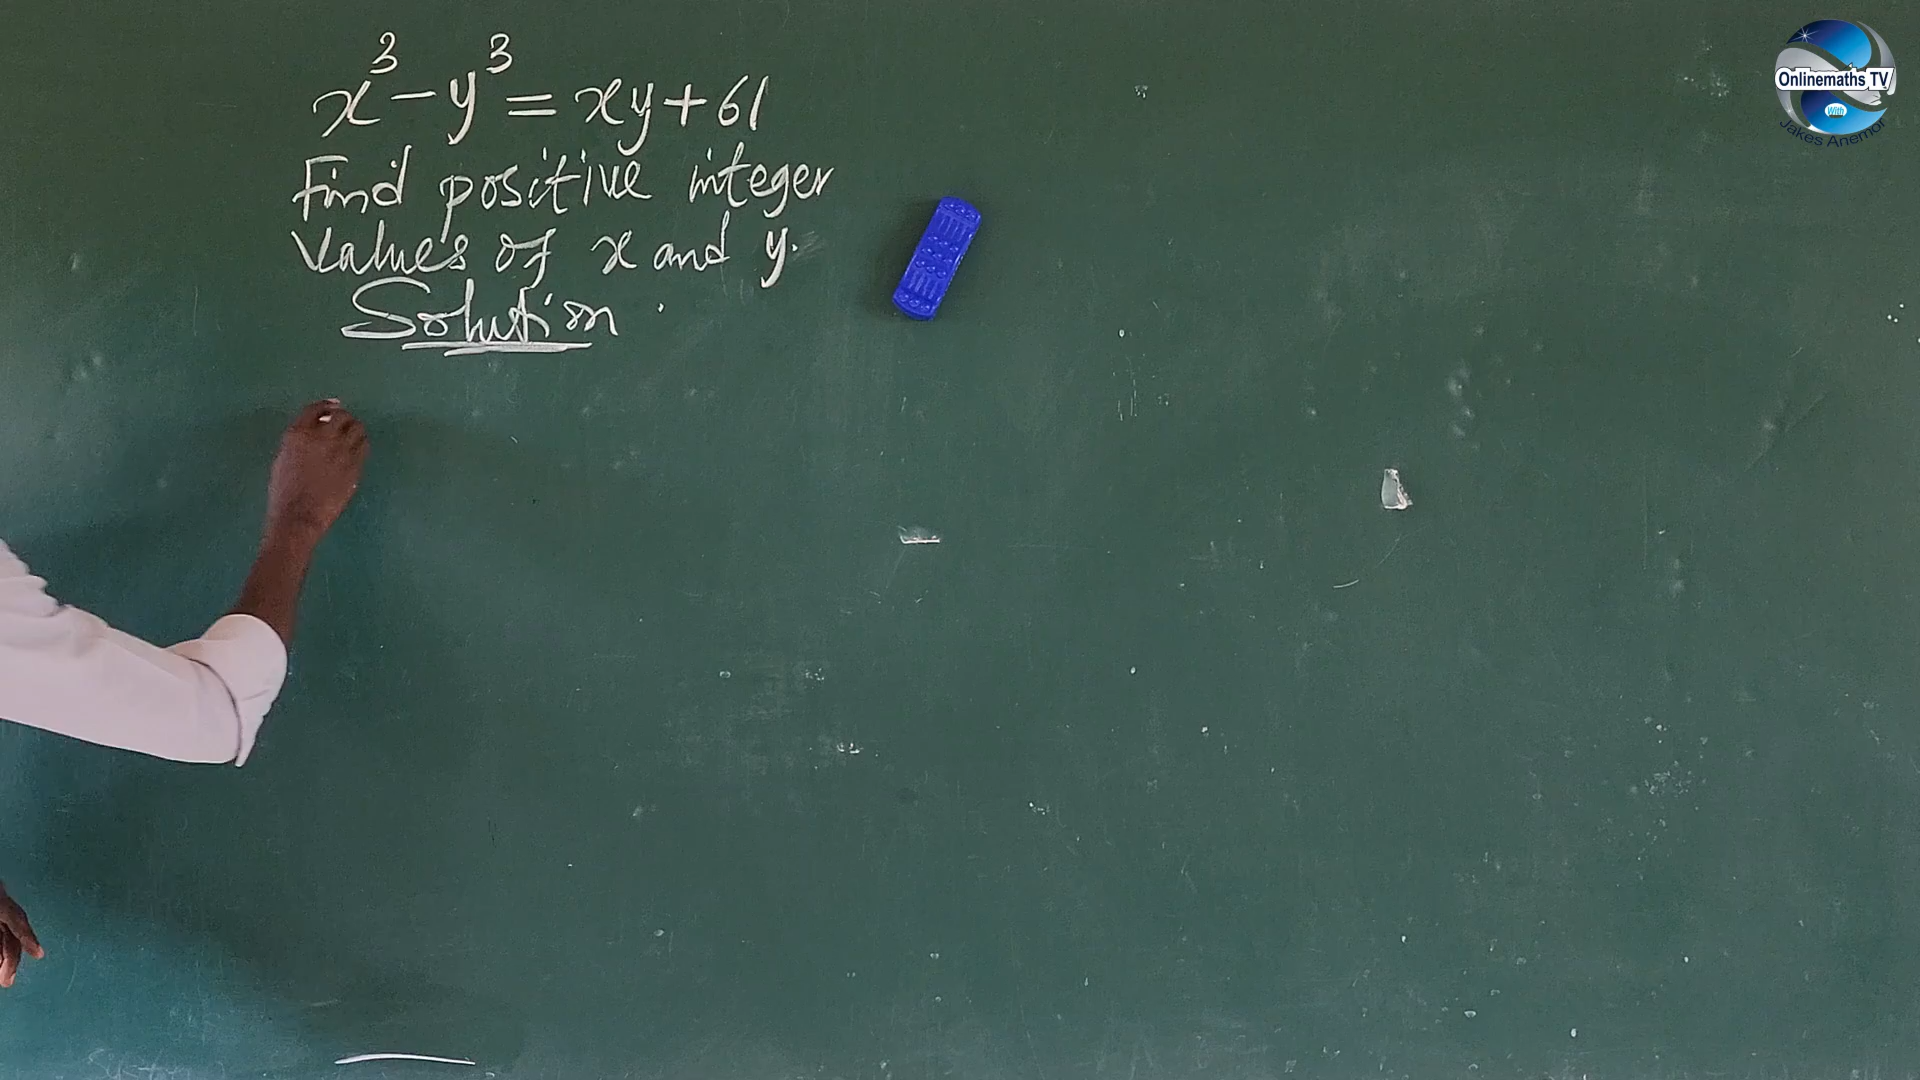 x³ - y³ = xy + 61
Find positive integer
values of x and y.
Solution
Onlinemaths TV
With
Jakes Anemor